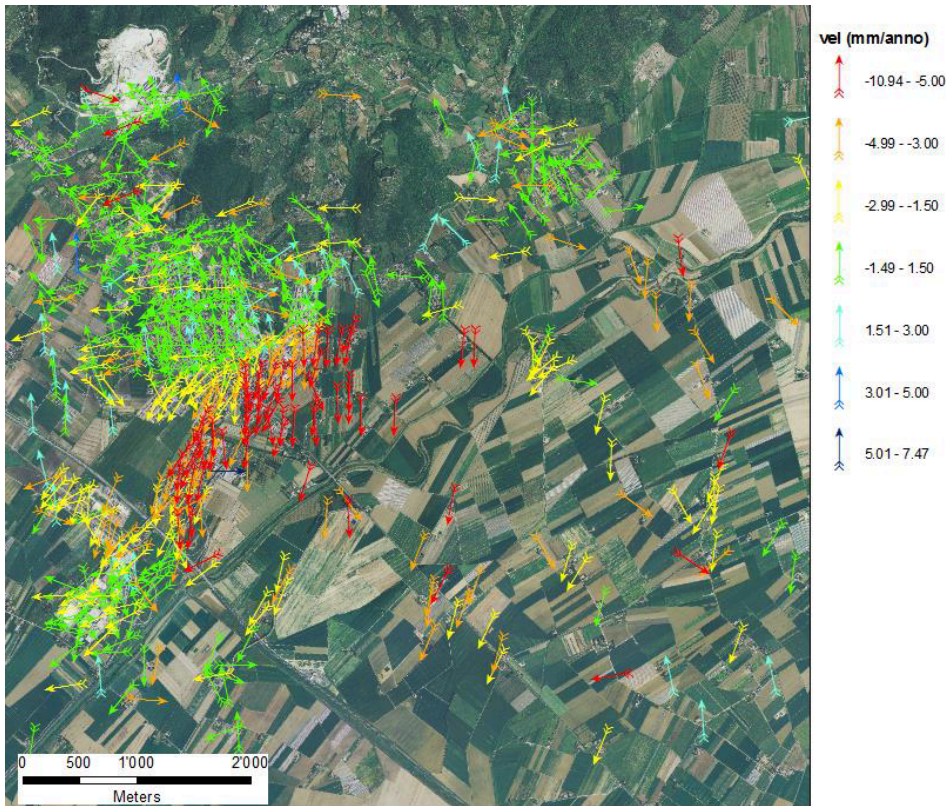 vel (mm/anno)
-10.94 - -5.00
-4.99 - -3.00
-2.99 - -1.50
-1.49 - 1.50
1.51 - 3.00
3.01 - 5.00
5.01 - 7.47
0 500 1'000 2'000
Meters